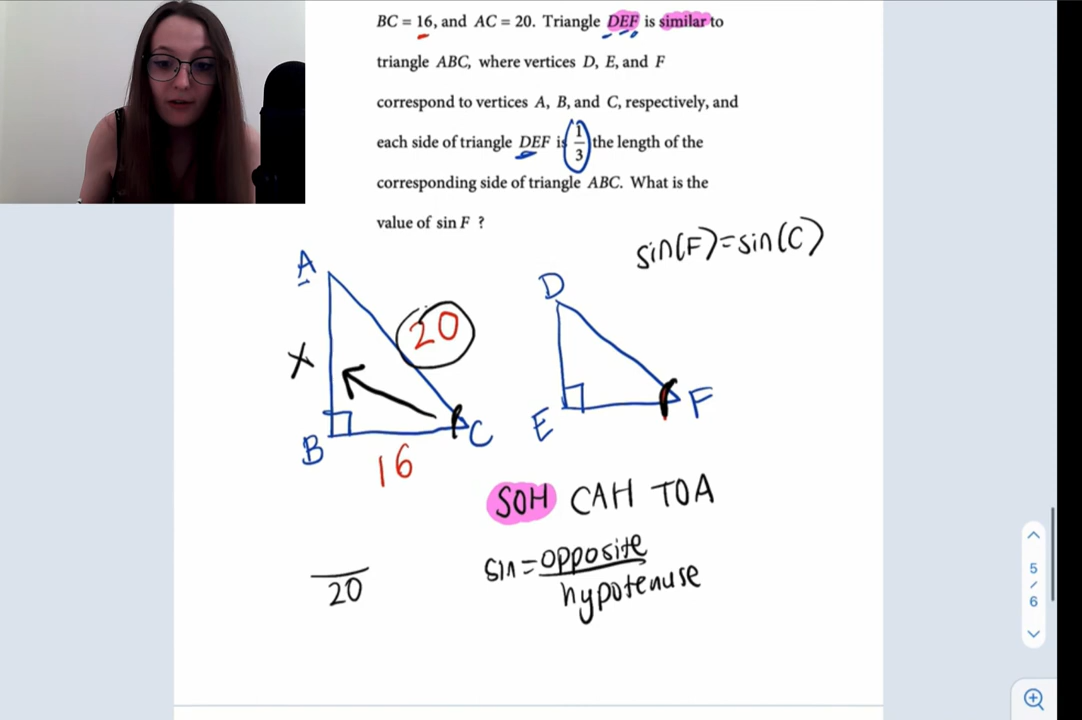 BC = 16, and AC = 20. Triangle DEF is similar to
triangle ABC, where vertices D, E, and F
correspond to vertices A, B, and C, respectively, and
each side of triangle DEF is 1/3 the length of the
corresponding side of triangle ABC. What is the
value of sin F ?
sin(F)=sin(C)
A
20
X
B
16
C
D
E
F
SOH CAH TOA
sin = opposite
hypotenuse
20
5
/
6